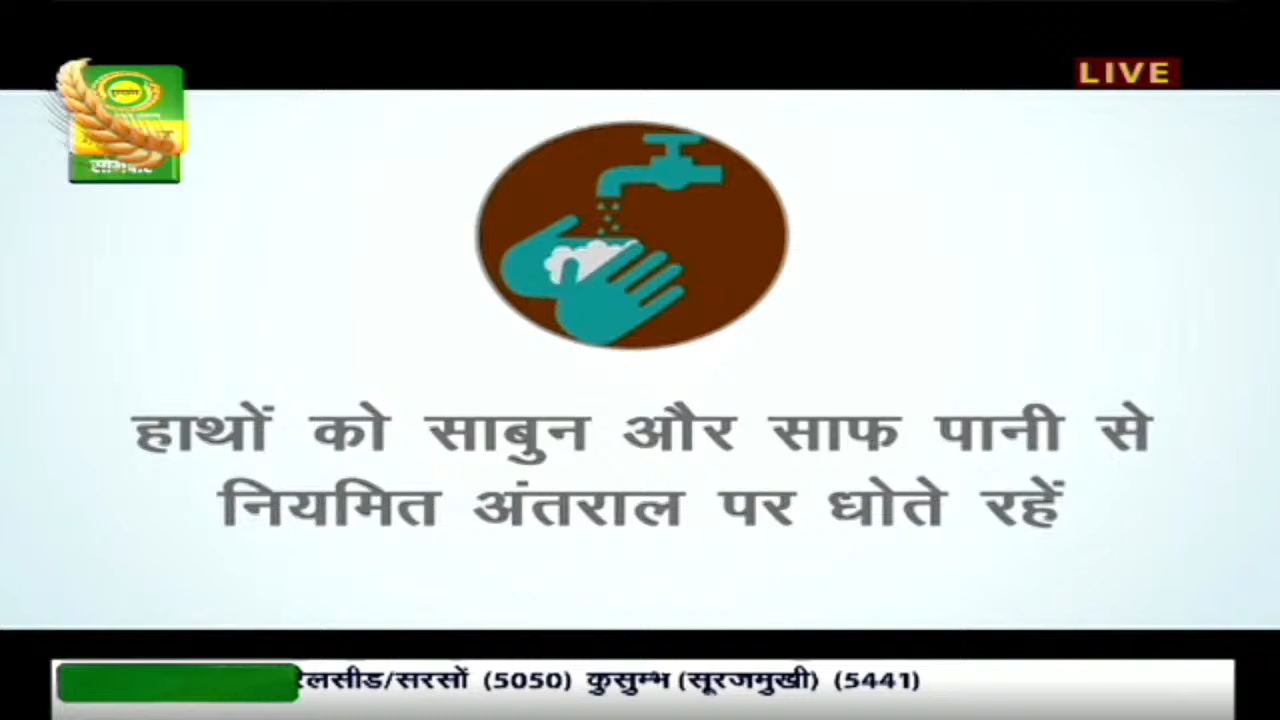 LIVE
हाथों को साबुन और साफ पानी से
नियमित अंतराल पर धोते रहें
रेलसीड/सरसों (5050) कुसुम्भ (सूरजमुखी) (5441)